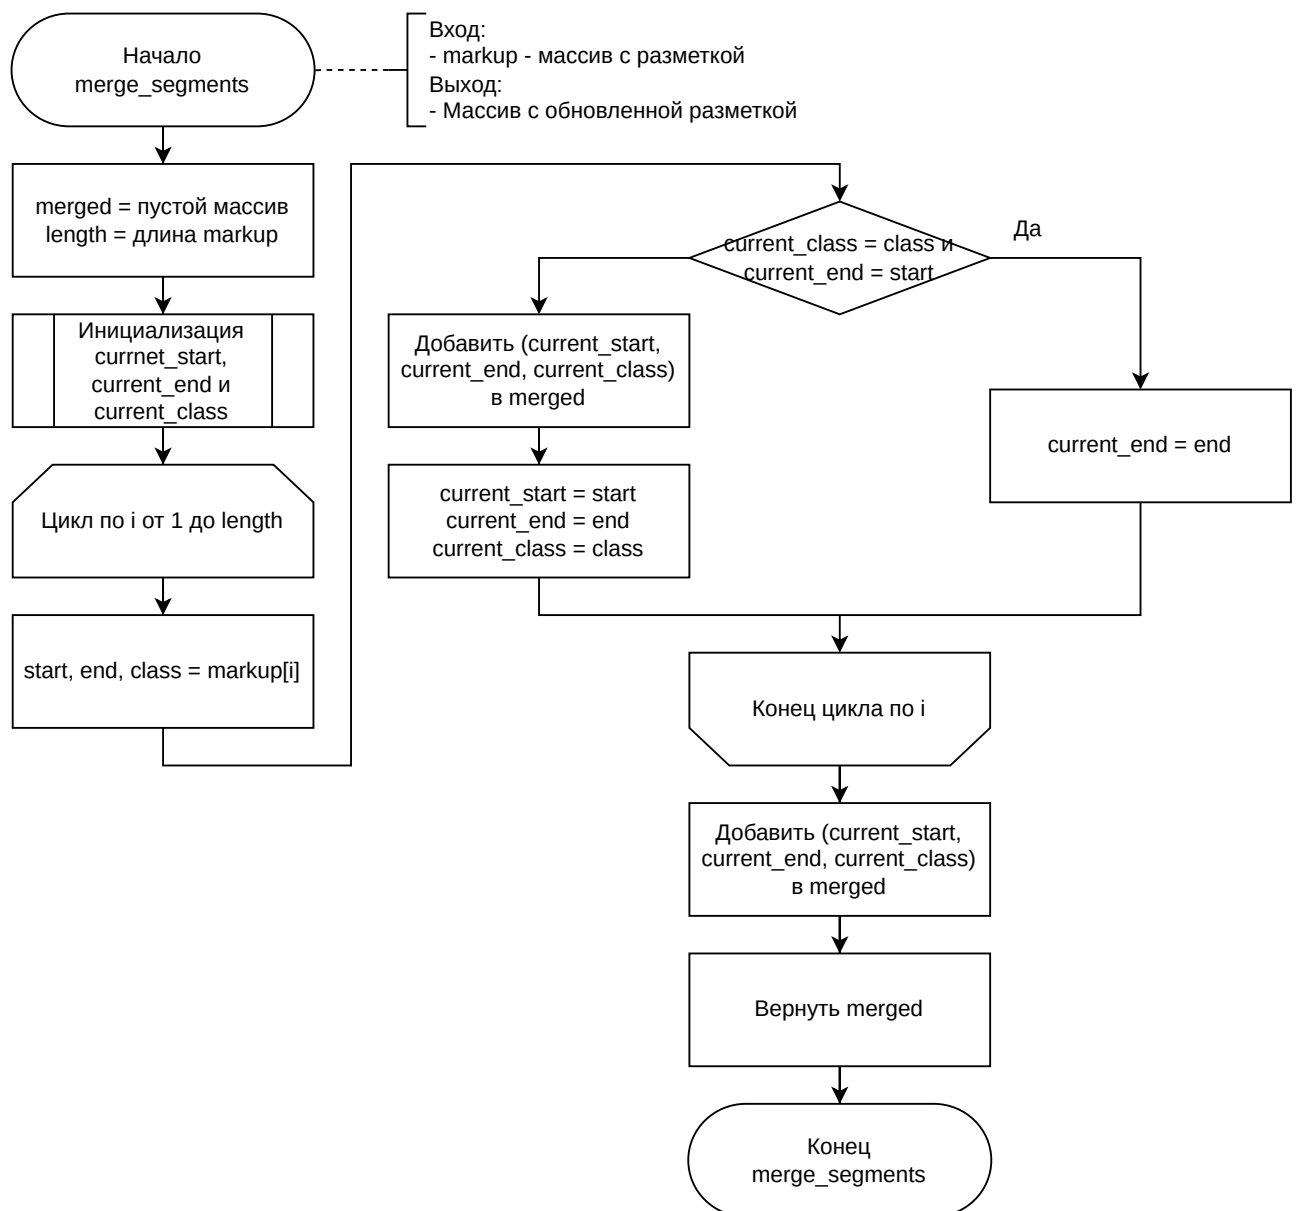 Начало
merge_segments
Вход:
- markup - массив с разметкой
Выход:
- Массив с обновленной разметкой
merged = пустой массив
length = длина markup
Инициализация
currnet_start,
current_end и
current_class
Цикл по i от 1 до length
start, end, class = markup[i]
current_class = class и
current_end = start
Да
Добавить (current_start,
current_end, current_class)
в merged
current_start = start
current_end = end
current_class = class
current_end = end
Конец цикла по i
Добавить (current_start,
current_end, current_class)
в merged
Вернуть merged
Конец
merge_segments